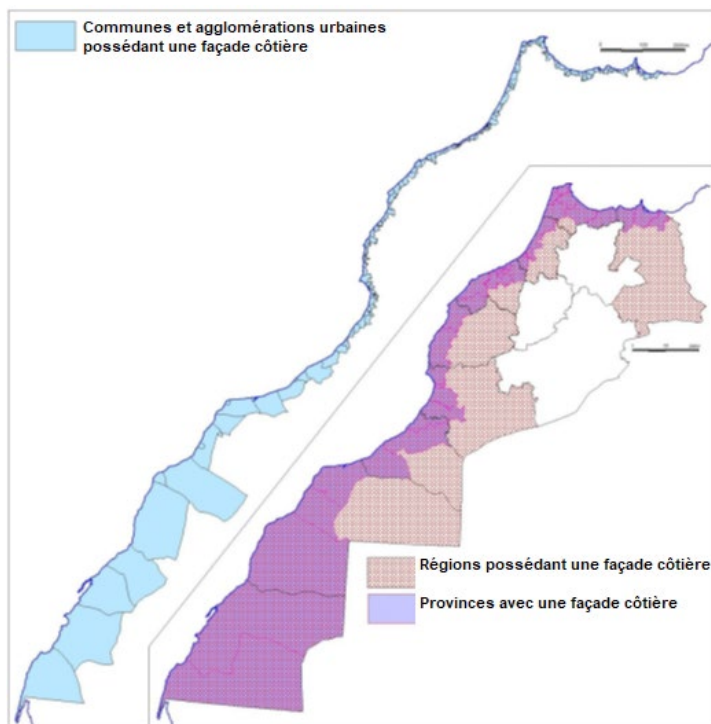 Communes et agglomérations urbaines
possédant une façade côtière
Régions possédant une façade côtière
Provinces avec une façade côtière